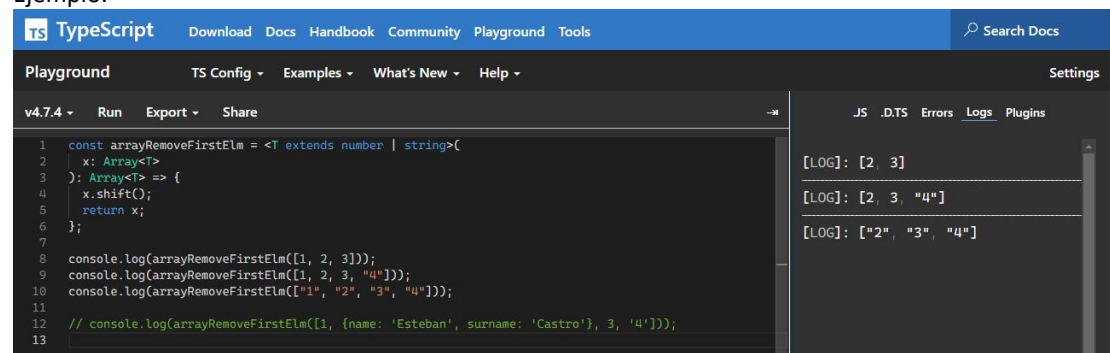 Ejemplo:
TS TypeScript Download Docs Handbook Community Playground Tools Search Docs
Playground TS Config Examples What's New Help Settings
v4.7.4 Run Export Share .JS .D.TS Errors Logs Plugins
1 const arrayRemoveFirstElm = <T extends number | string>(
2 x: Array<T>
3 ): Array<T> => {
4 x.shift();
5 return x;
6 };
7
8 console.log(arrayRemoveFirstElm([1, 2, 3]));
9 console.log(arrayRemoveFirstElm([1, 2, 3, "4"]));
10 console.log(arrayRemoveFirstElm(["1", "2", "3", "4"]));
11
12 // console.log(arrayRemoveFirstElm([1, {name: 'Esteban', surname: 'Castro'}, 3, '4']));
13
[LOG]: [2, 3]
[LOG]: [2, 3, "4"]
[LOG]: ["2", "3", "4"]